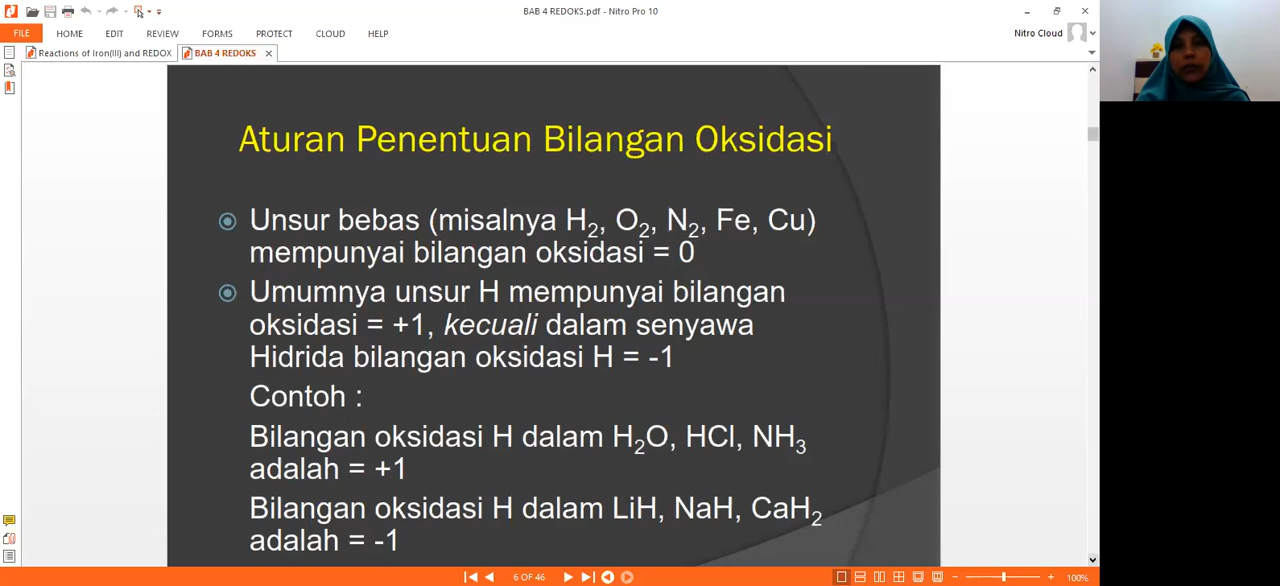 BAB 4 REDOKS.pdf - Nitro Pro 10
FILE HOME EDIT REVIEW FORMS PROTECT CLOUD HELP
Nitro Cloud
Reactions of Iron(III) and REDOX BAB 4 REDOKS
Aturan Penentuan Bilangan Oksidasi
Unsur bebas (misalnya H₂, O₂, N₂, Fe, Cu)
mempunyai bilangan oksidasi = 0
Umumnya unsur H mempunyai bilangan
oksidasi = +1, kecuali dalam senyawa
Hidrida bilangan oksidasi H = -1
Contoh :
Bilangan oksidasi H dalam H₂O, HCl, NH₃
adalah = +1
Bilangan oksidasi H dalam LiH, NaH, CaH₂
adalah = -1
6 OF 46
100%